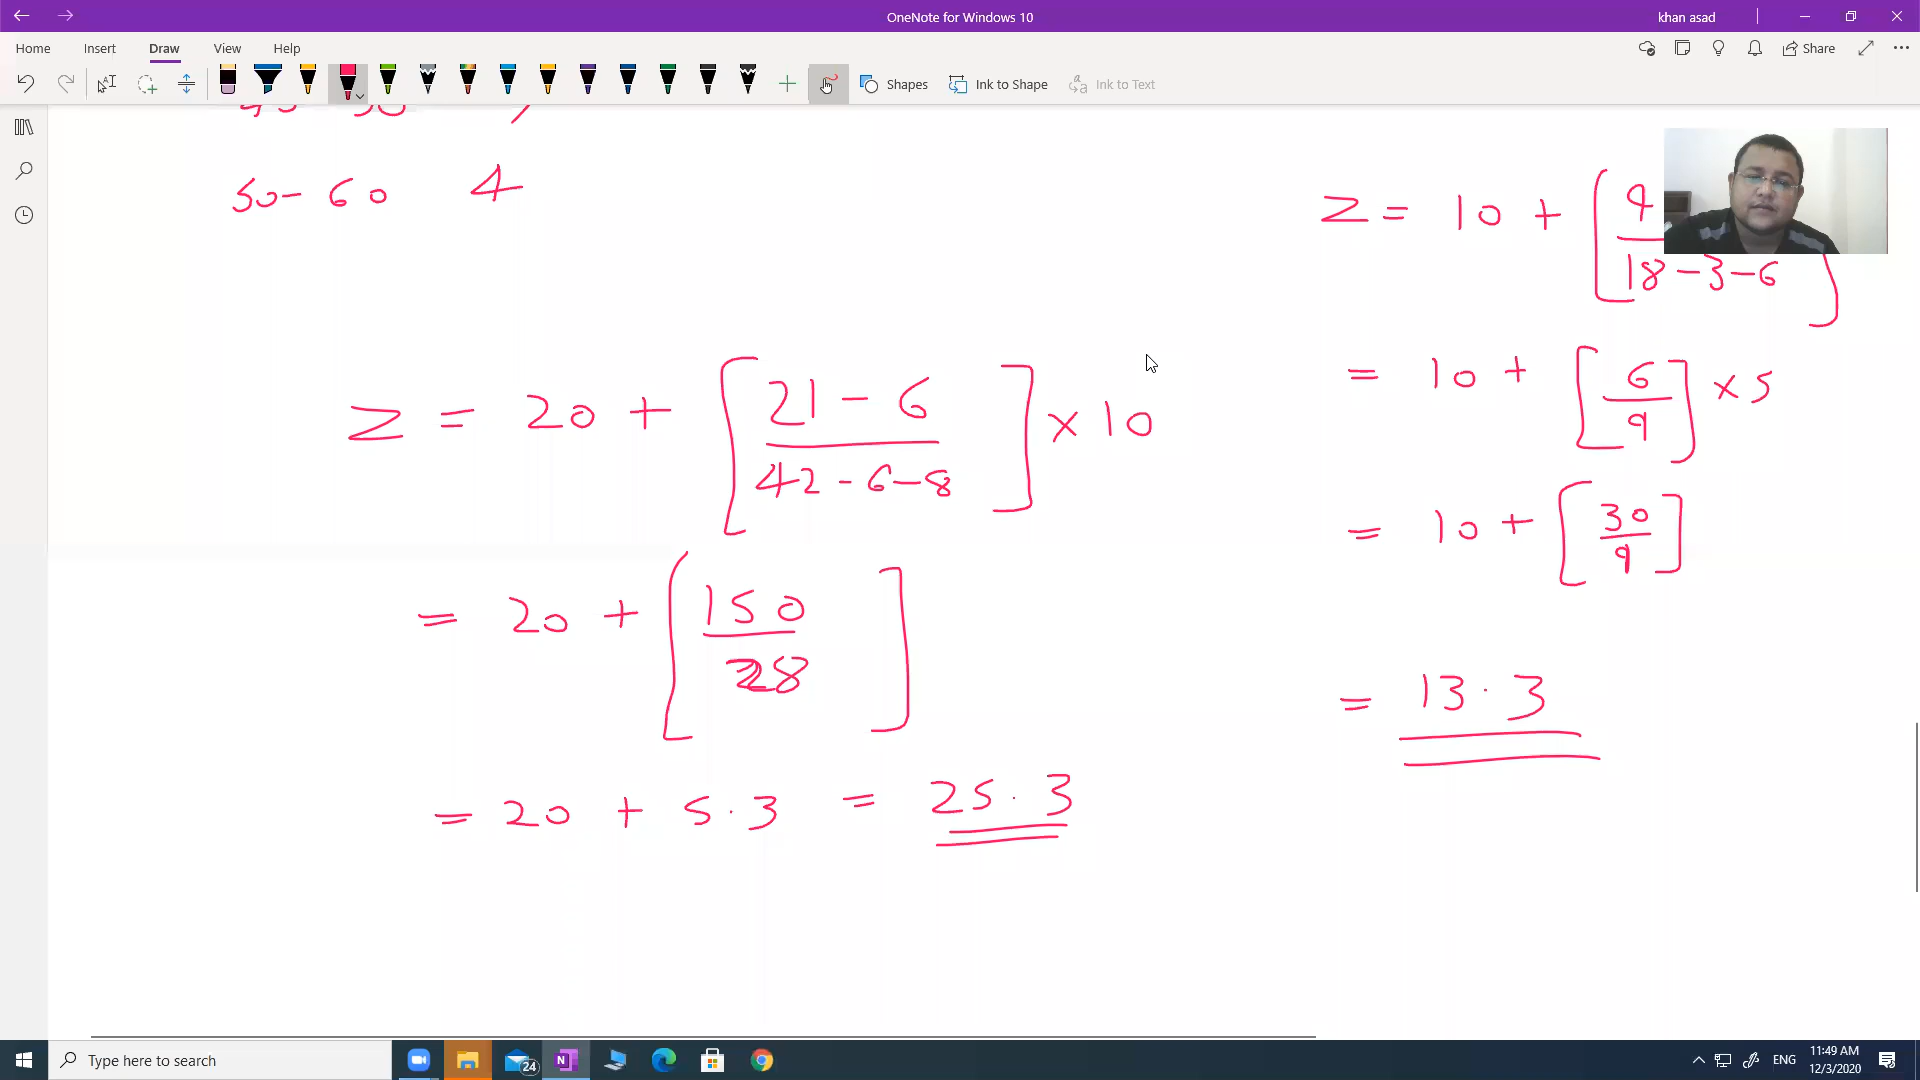 OneNote for Windows 10
khan asad
Home Insert Draw View Help
Share
Shapes Ink to Shape Ink to Text
50-60 4
Z = 20 + [21-6 / 42-6-8] × 10
= 20 + [150 / 28]
= 20 + 5.3 = 25.3
Z = 10 + [9 / 18-3-6]
= 10 + [6 / 9] × 5
= 10 + [30 / 9]
= 13.3
Type here to search
24
ENG
11:49 AM
12/3/2020